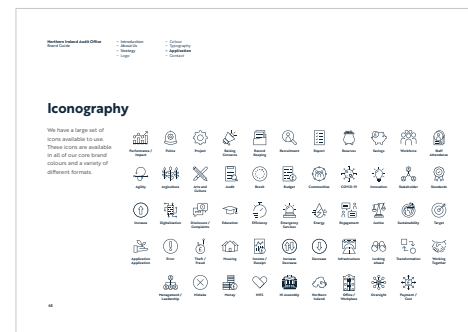 Northern Ireland Audit Office
Brand Guide
— Introduction
— About Us
— Strategy
— Logo
— Colour
— Typography
— Application
— Contact
Iconography
We have a large set of
icons available to use.
These icons are available
in all of our core brand
colours and a variety of
different formats.
Performance /
Impact
Police
Project
Raising
Concerns
Record
Keeping
Recruitment
Report
Reserves
Savings
Workforce
Staff
Attendance
Agility
Agriculture
Arts and
Culture
Audit
Brexit
Budget
Communities
COVID-19
Innovation
Stakeholder
Standards
Increase
Digitalisation
Disclosure /
Complaints
Education
Efficiency
Emergency
Services
Energy
Engagement
Justice
Sustainability
Target
Application
Application
Error
Theft /
Fraud
Housing
Invoice /
Receipt
Increase
Decrease
Decrease
Infrastructure
Looking
Ahead
Transformation
Working
Together
Management /
Leadership
Mistake
Money
NHS
NI Assembly
Northern
Ireland
Office /
Workplace
Oversight
Payment /
Cost